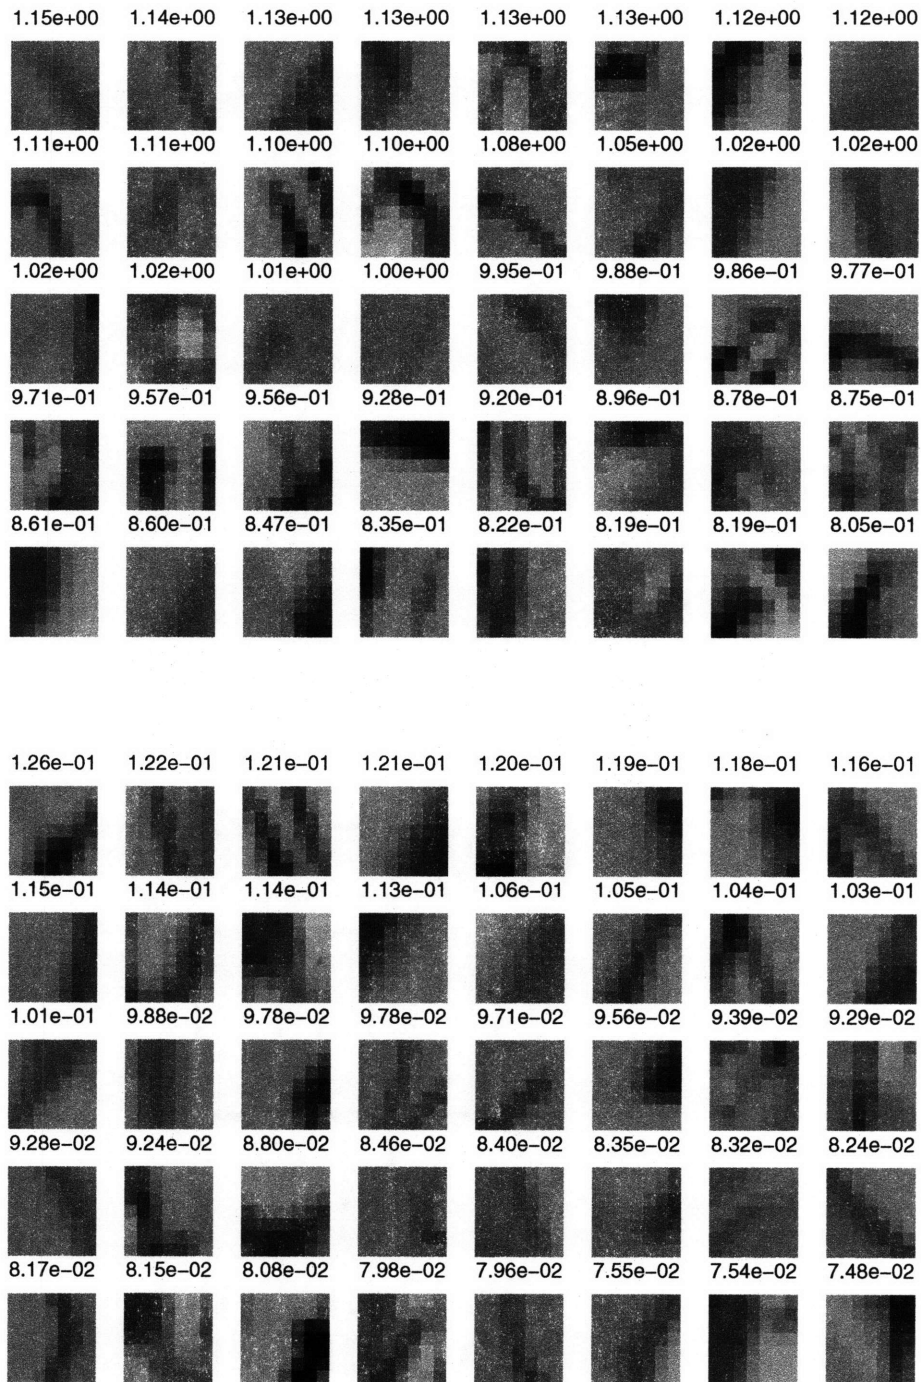 1.15e+00 1.14e+00 1.13e+00 1.13e+00 1.13e+00 1.13e+00 1.12e+00 1.12e+00
1.11e+00 1.11e+00 1.10e+00 1.10e+00 1.08e+00 1.05e+00 1.02e+00 1.02e+00
1.02e+00 1.02e+00 1.01e+00 1.00e+00 9.95e−01 9.88e−01 9.86e−01 9.77e−01
9.71e−01 9.57e−01 9.56e−01 9.28e−01 9.20e−01 8.96e−01 8.78e−01 8.75e−01
8.61e−01 8.60e−01 8.47e−01 8.35e−01 8.22e−01 8.19e−01 8.19e−01 8.05e−01
1.26e−01 1.22e−01 1.21e−01 1.21e−01 1.20e−01 1.19e−01 1.18e−01 1.16e−01
1.15e−01 1.14e−01 1.14e−01 1.13e−01 1.06e−01 1.05e−01 1.04e−01 1.03e−01
1.01e−01 9.88e−02 9.78e−02 9.78e−02 9.71e−02 9.56e−02 9.39e−02 9.29e−02
9.28e−02 9.24e−02 8.80e−02 8.46e−02 8.40e−02 8.35e−02 8.32e−02 8.24e−02
8.17e−02 8.15e−02 8.08e−02 7.98e−02 7.96e−02 7.55e−02 7.54e−02 7.48e−02